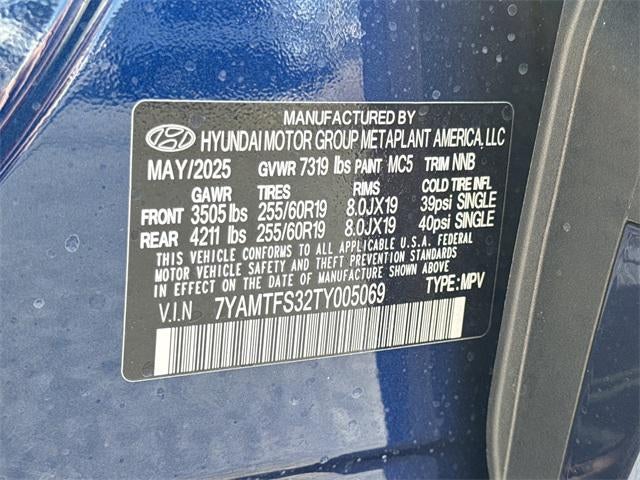 MANUFACTURED BY
HYUNDAI MOTOR GROUP METAPLANT AMERICA, LLC
MAY/2025 GVWR 7319 lbs PAINT MC5 TRIM NNB
GAWR TIRES RIMS COLD TIRE INFL
FRONT 3505 lbs 255/60R19 8.0JX19 39psi SINGLE
REAR 4211 lbs 255/60R19 8.0JX19 40psi SINGLE
THIS VEHICLE CONFORMS TO ALL APPLICABLE U.S.A. FEDERAL
MOTOR VEHICLE SAFETY AND THEFT PREVENTION STANDARDS
IN EFFECT ON THE DATE OF MANUFACTURE SHOWN ABOVE.
V.I.N 7YAMTFS32TY005069 TYPE: MPV